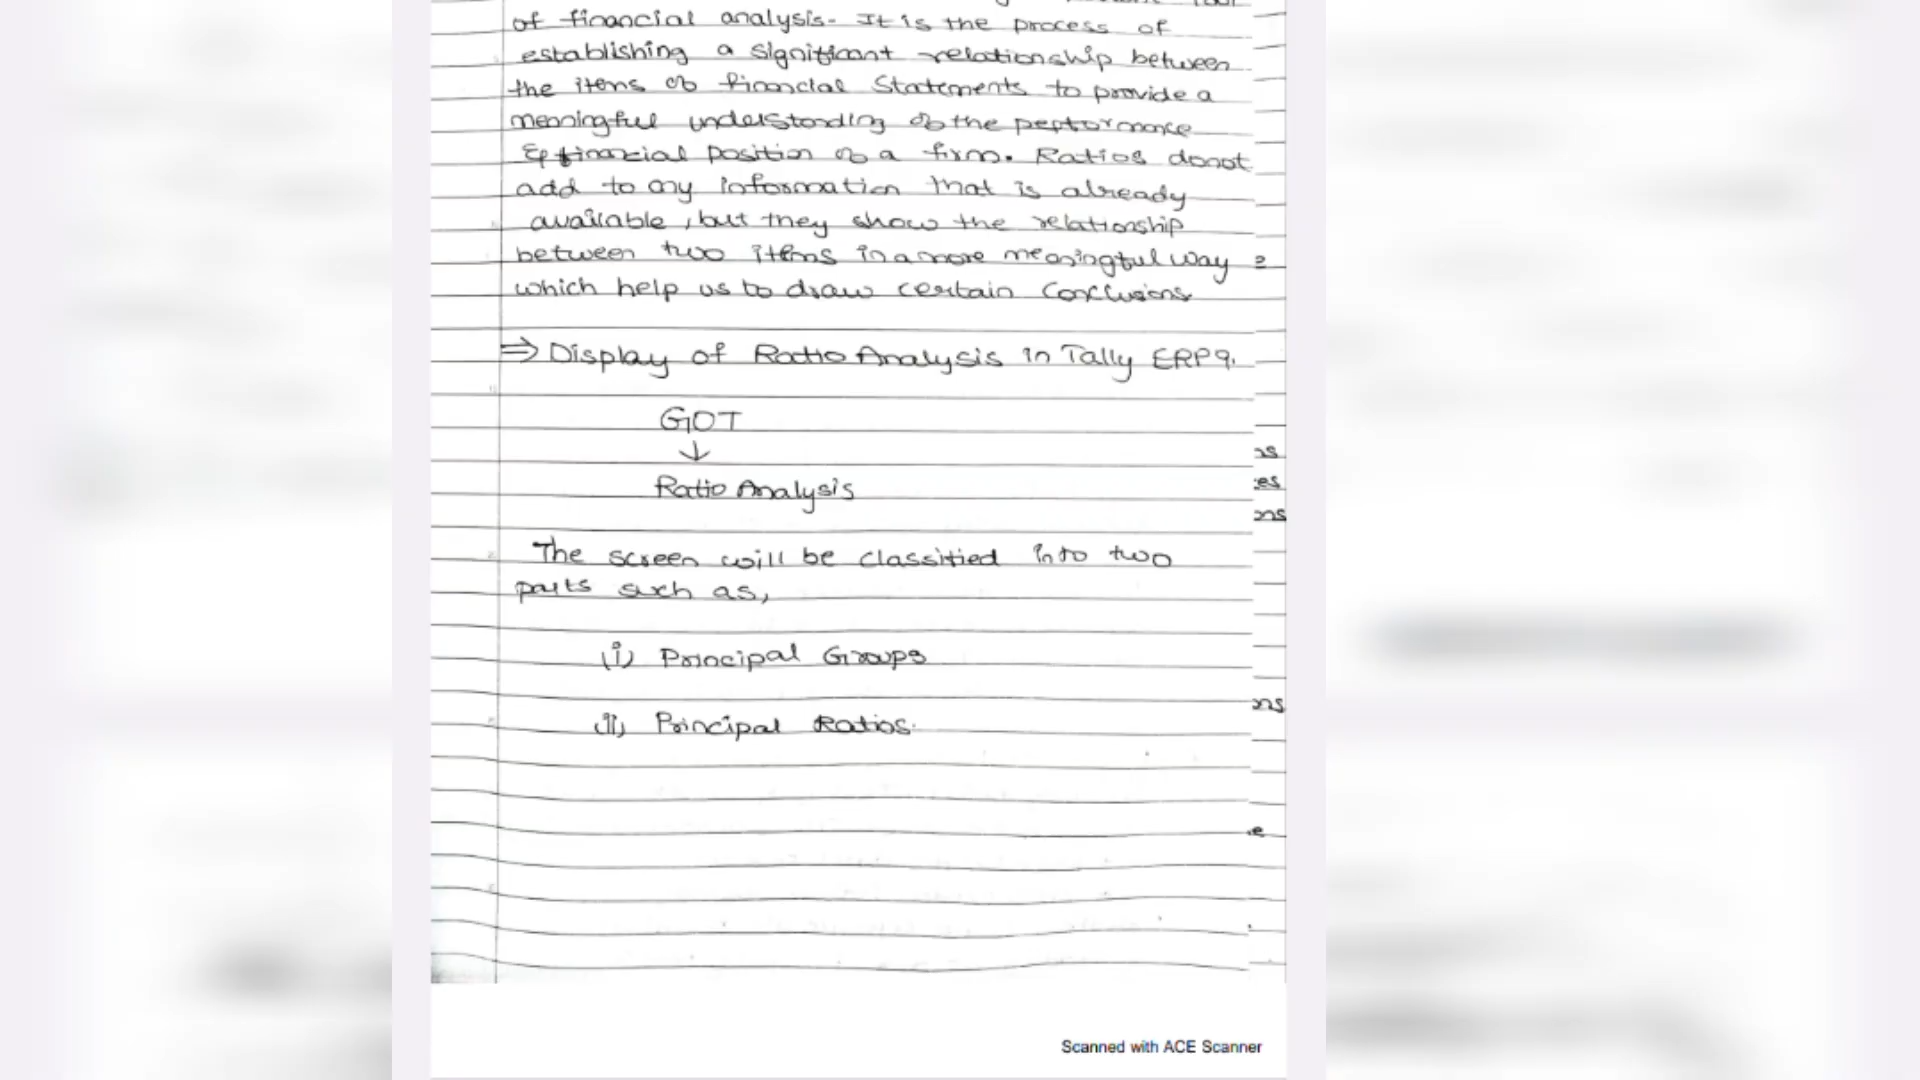 of financial analysis. It is the process of
establishing a significant relationship between
the items of financial Statements to provide a
meaningful understanding of the performance
& financial position of a firm. Ratios donot
add to any information that is already
available, but they show the relationship
between two items in a more meaningful way
which help us to draw certain Conclusions
⇒ Display of Ratio Analysis in Tally ERP9.
GOT
↓
Ratio Analysis
The screen will be classified into two
parts such as,
(i) Principal Groups
(ii) Principal Ratios.
Scanned with ACE Scanner